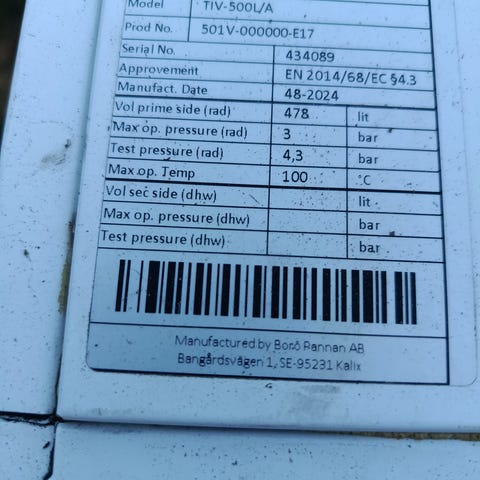 Model TIV-500L/A
Prod No. 501V-000000-E17
Serial No. 434089
Approvement EN 2014/68/EC §4.3
Manufact. Date 48-2024
Vol prime side (rad) 478 lit
Max op. pressure (rad) 3 bar
Test pressure (rad) 4,3 bar
Max op. Temp 100 °C
Vol sec side (dhw) lit
Max op. pressure (dhw) bar
Test pressure (dhw) bar
Manufactured by Borö Pannan AB
Bangårdsvägen 1, SE-95231 Kalix